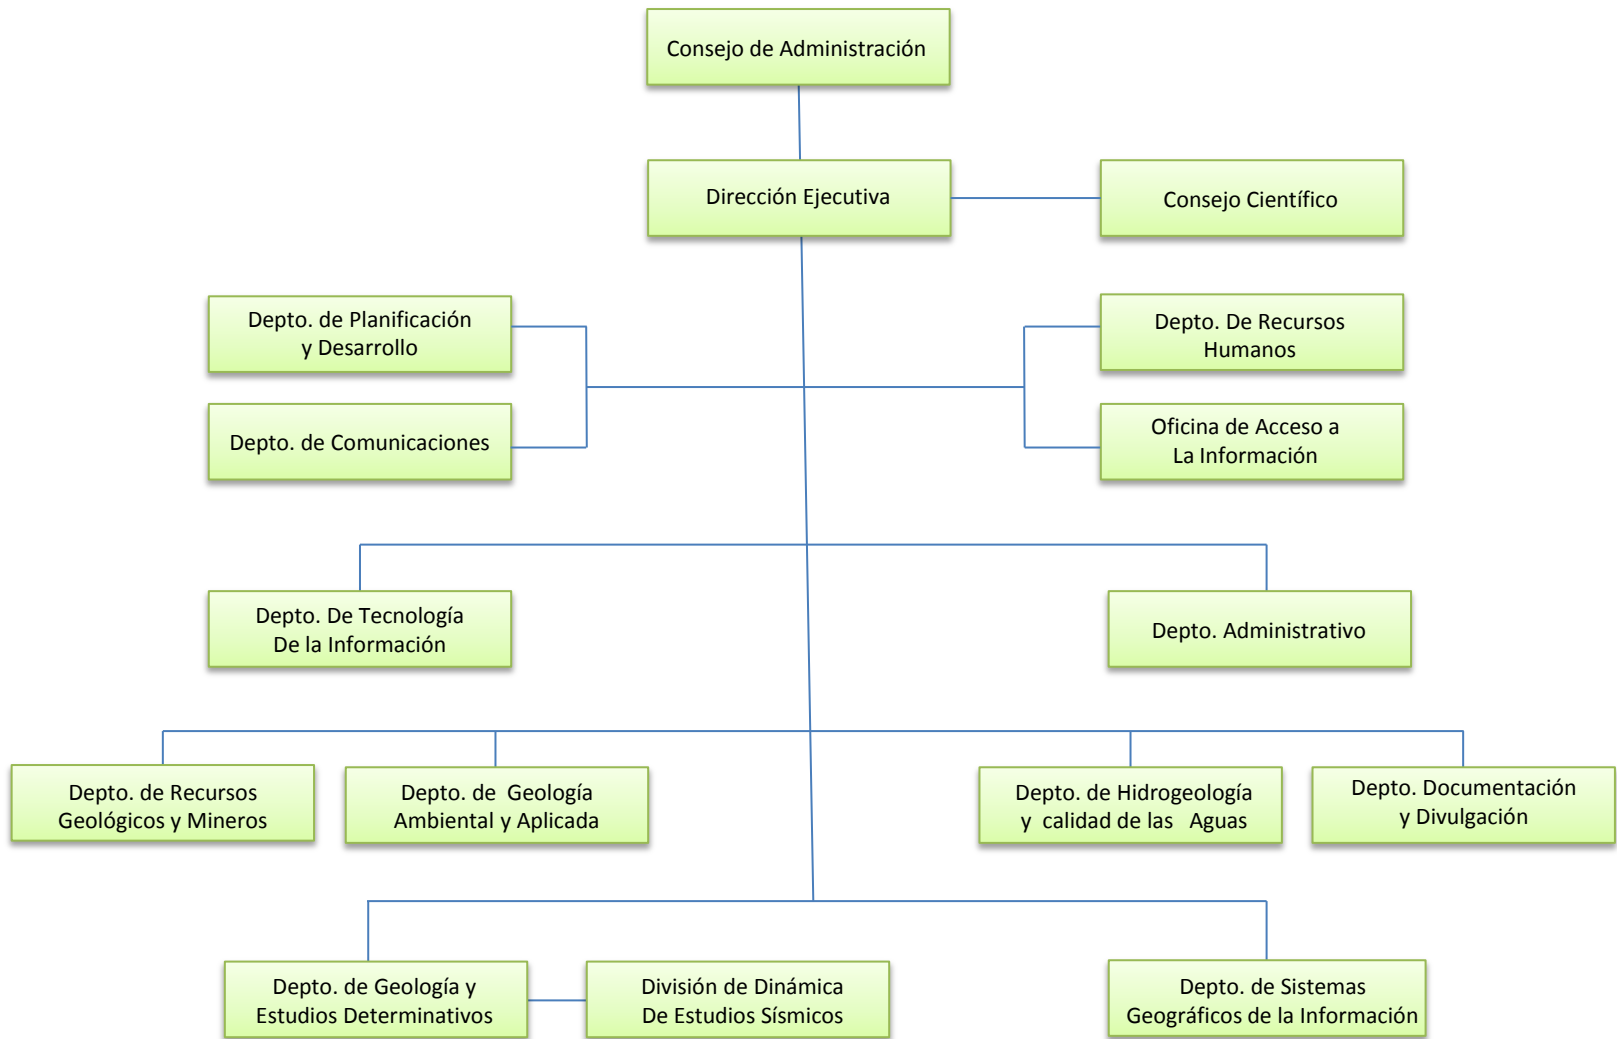 Consejo de Administración
Dirección Ejecutiva
Consejo Científico
Depto. de Planificación
y Desarrollo
Depto. De Recursos
Humanos
Depto. de Comunicaciones
Oficina de Acceso a
La Información
Depto. De Tecnología
De la Información
Depto. Administrativo
Depto. de Recursos
Geológicos y Mineros
Depto. de Geología
Ambiental y Aplicada
Depto. de Hidrogeología
y calidad de las Aguas
Depto. Documentación
y Divulgación
Depto. de Geología y
Estudios Determinativos
División de Dinámica
De Estudios Sísmicos
Depto. de Sistemas
Geográficos de la Información